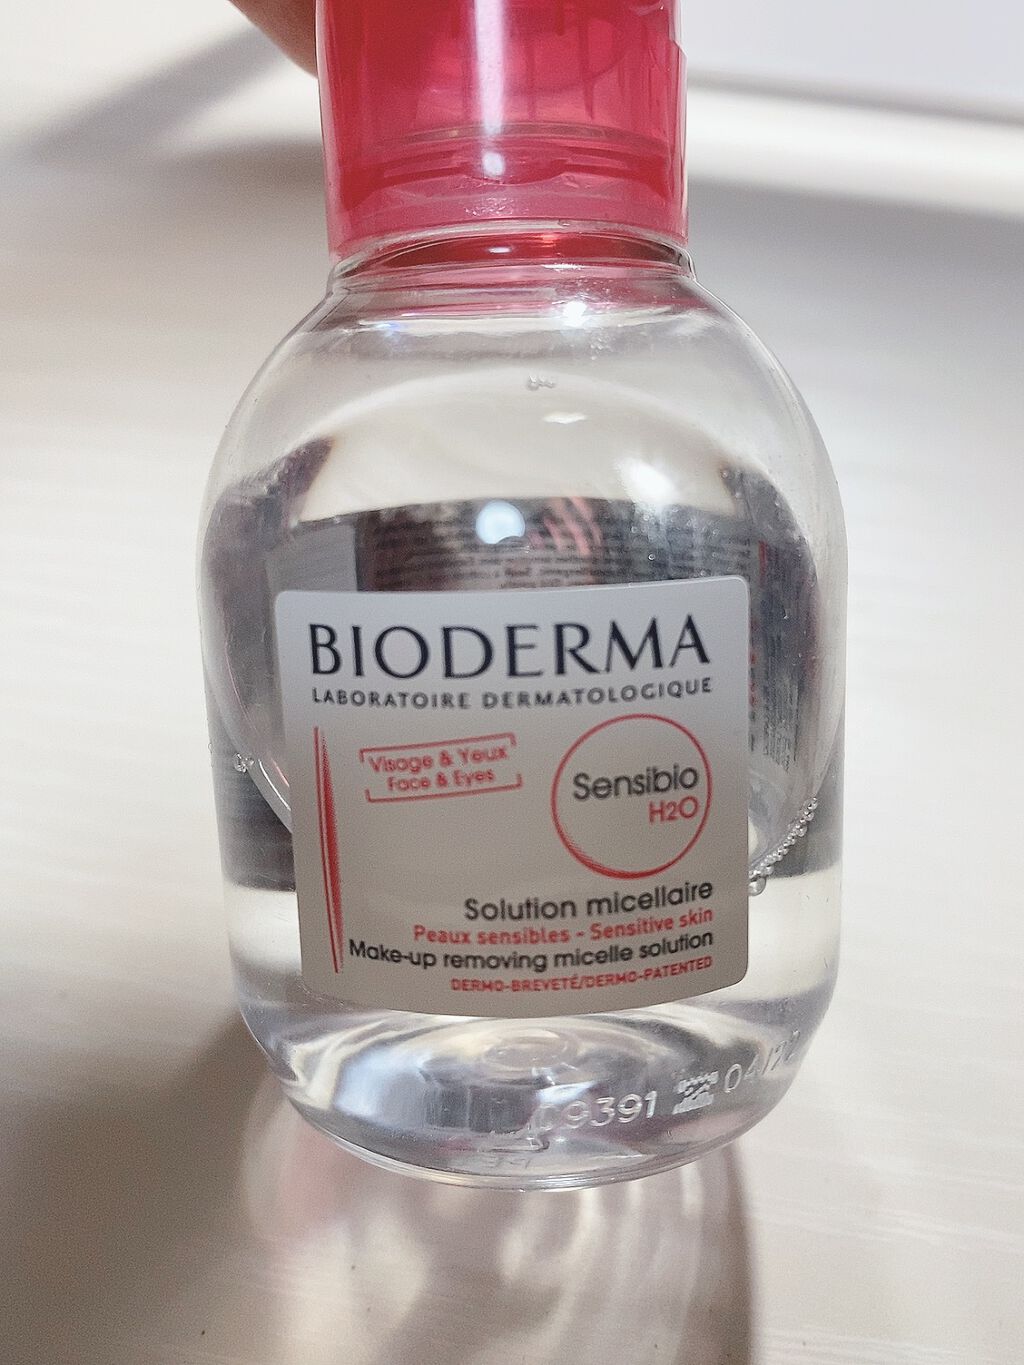 BIODERMA
LABORATOIRE DERMATOLOGIQUE
Visage & Yeux
Face & Eyes
Sensibio
H2O
Solution micellaire
Peaux sensibles - Sensitive skin
Make-up removing micelle solution
DERMO-BREVETÉ/DERMO-PATENTED
09391 04/22